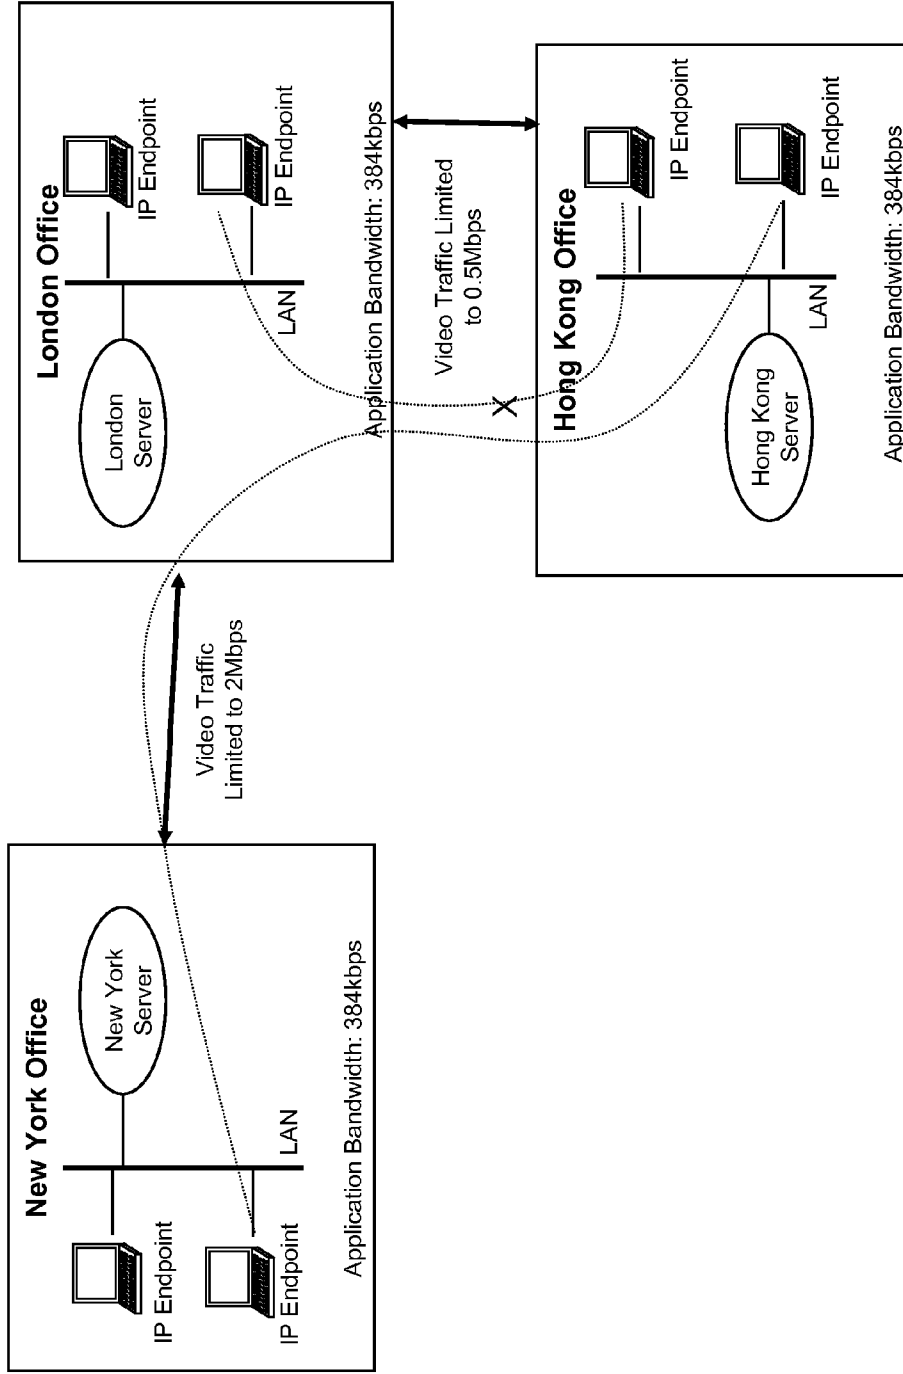 New York Office
New York
Server
IP Endpoint
IP Endpoint
LAN
Application Bandwidth: 384kbps
Video Traffic
Limited to 2Mbps
London Office
London
Server
IP Endpoint
IP Endpoint
LAN
Application Bandwidth: 384kbps
Video Traffic Limited
to 0.5Mbps
X
Hong Kong Office
Hong Kong
Server
IP Endpoint
IP Endpoint
LAN
Application Bandwidth: 384kbps